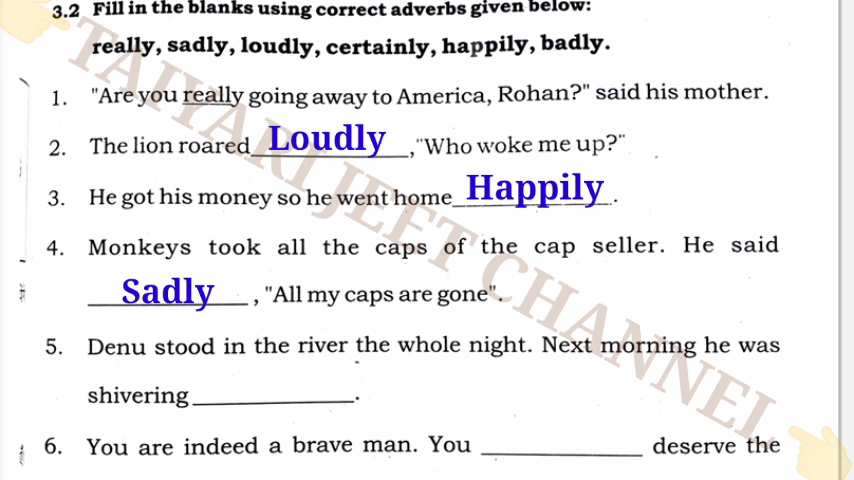 3.2 Fill in the blanks using correct adverbs given below:
really, sadly, loudly, certainly, happily, badly.
1. "Are you really going away to America, Rohan?" said his mother.
2. The lion roared Loudly ,"Who woke me up?"
3. He got his money so he went home Happily .
4. Monkeys took all the caps of the cap seller. He said
Sadly , "All my caps are gone".
5. Denu stood in the river the whole night. Next morning he was
shivering ____________.
6. You are indeed a brave man. You ____________ deserve the
TAIYARI JEET CHANNEL